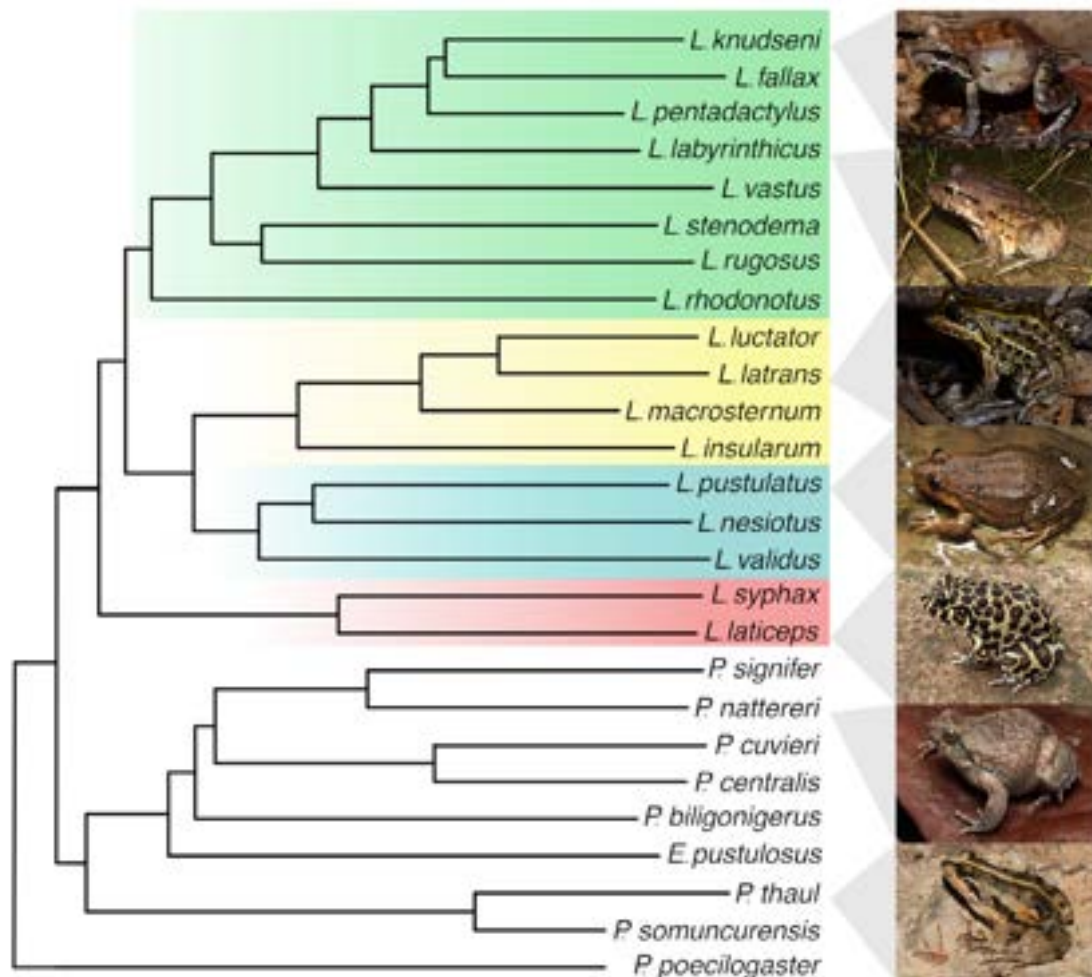 L. knudseni
L. fallax
L. pentadactylus
L. labyrinthicus
L. vastus
L. stenodema
L. rugosus
L. rhodonotus
L. luctator
L. latrans
L. macrosternum
L. insularum
L. pustulatus
L. nesiotus
L. validus
L. syphax
L. laticeps
P. signifer
P. nattereri
P. cuvieri
P. centralis
P. biligonigerus
E. pustulosus
P. thaul
P. somuncurensis
P. poecilogaster